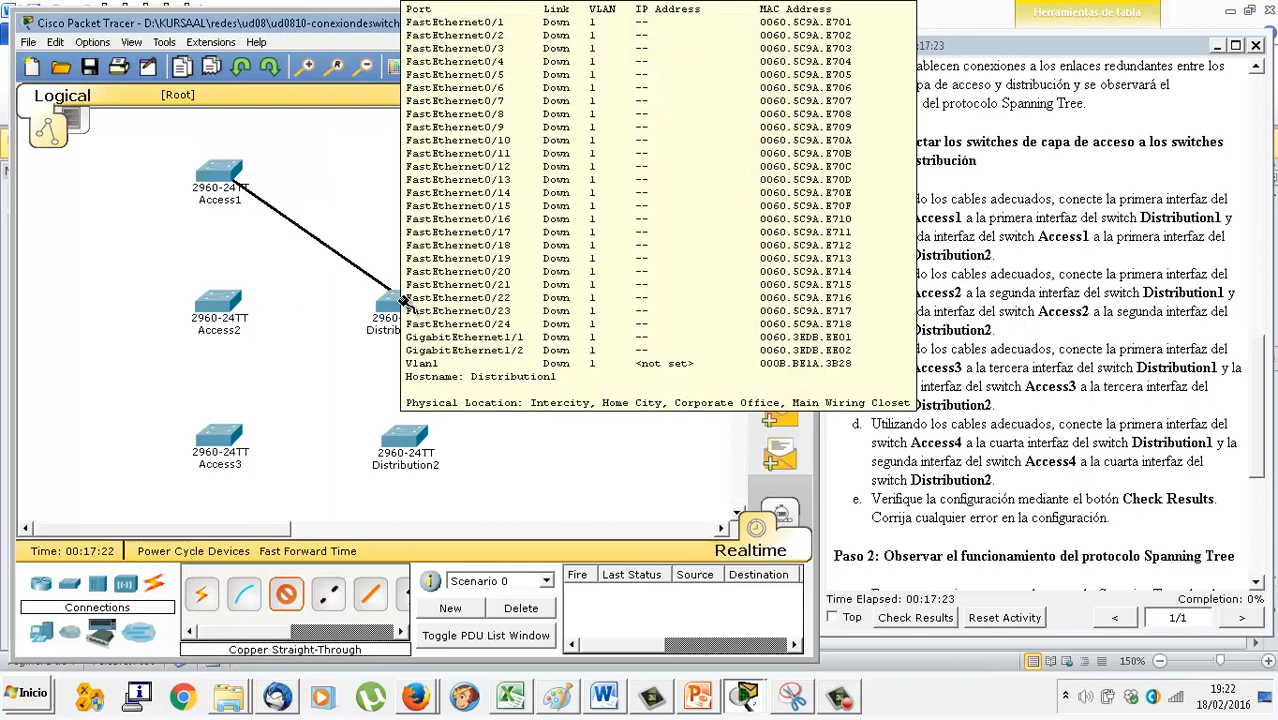 Cisco Packet Tracer - D:\KURSAAL\redes\ud08\ud0810-conexiondeswitch
File Edit Options View Tools Extensions Help
Logical
[Root]
Port Link VLAN IP Address MAC Address
FastEthernet0/1 Down 1 -- 0060.5C9A.E701
FastEthernet0/2 Down 1 -- 0060.5C9A.E702
FastEthernet0/3 Down 1 -- 0060.5C9A.E703
FastEthernet0/4 Down 1 -- 0060.5C9A.E704
FastEthernet0/5 Down 1 -- 0060.5C9A.E705
FastEthernet0/6 Down 1 -- 0060.5C9A.E706
FastEthernet0/7 Down 1 -- 0060.5C9A.E707
FastEthernet0/8 Down 1 -- 0060.5C9A.E708
FastEthernet0/9 Down 1 -- 0060.5C9A.E709
FastEthernet0/10 Down 1 -- 0060.5C9A.E70A
FastEthernet0/11 Down 1 -- 0060.5C9A.E70B
FastEthernet0/12 Down 1 -- 0060.5C9A.E70C
FastEthernet0/13 Down 1 -- 0060.5C9A.E70D
FastEthernet0/14 Down 1 -- 0060.5C9A.E70E
FastEthernet0/15 Down 1 -- 0060.5C9A.E70F
FastEthernet0/16 Down 1 -- 0060.5C9A.E710
FastEthernet0/17 Down 1 -- 0060.5C9A.E711
FastEthernet0/18 Down 1 -- 0060.5C9A.E712
FastEthernet0/19 Down 1 -- 0060.5C9A.E713
FastEthernet0/20 Down 1 -- 0060.5C9A.E714
FastEthernet0/21 Down 1 -- 0060.5C9A.E715
FastEthernet0/22 Down 1 -- 0060.5C9A.E716
FastEthernet0/23 Down 1 -- 0060.5C9A.E717
FastEthernet0/24 Down 1 -- 0060.5C9A.E718
GigabitEthernet1/1 Down 1 -- 0060.3EDB.EE01
GigabitEthernet1/2 Down 1 -- 0060.3EDB.EE02
Vlan1 Down 1 <not set> 000B.BE1A.3B28
Hostname: Distribution1
Physical Location: Intercity, Home City, Corporate Office, Main Wiring Closet
2960-24TT
Access1
2960-24TT
Access2
2960-
Distrib
2960-24TT
Access3
2960-24TT
Distribution2
Time: 00:17:22 Power Cycle Devices Fast Forward Time
Realtime
Connections
Copper Straight-Through
Scenario 0
New Delete
Toggle PDU List Window
Fire Last Status Source Destination
Herramientas de tabla
:17:23
ablecen conexiones a los enlaces redundantes entre los
pa de acceso y distribución y se observará el
del protocolo Spanning Tree.
ctar los switches de capa de acceso a los switches
istribución
do los cables adecuados, conecte la primera interfaz del
Access1 a la primera interfaz del switch Distribution1 y
nda interfaz del switch Access1 a la primera interfaz
Distribution2.
do los cables adecuados, conecte la primera interfaz del
Access2 a la segunda interfaz del switch Distribution1 y
nda interfaz del switch Access2 a la segunda interfaz
Distribution2.
do los cables adecuados, conecte la primera interfaz del
Access3 a la tercera interfaz del switch Distribution1 y la
interfaz del switch Access3 a la tercera interfaz del
Distribution2.
d. Utilizando los cables adecuados, conecte la primera interfaz del
switch Access4 a la cuarta interfaz del switch Distribution1 y la
segunda interfaz del switch Access4 a la cuarta interfaz del
switch Distribution2.
e. Verifique la configuración mediante el botón Check Results.
Corrija cualquier error en la configuración.
Paso 2: Observar el funcionamiento del protocolo Spanning Tree
Time Elapsed: 00:17:23 Completion: 0%
Top Check Results Reset Activity < 1/1 >
150%
Inicio
19:22
18/02/2016